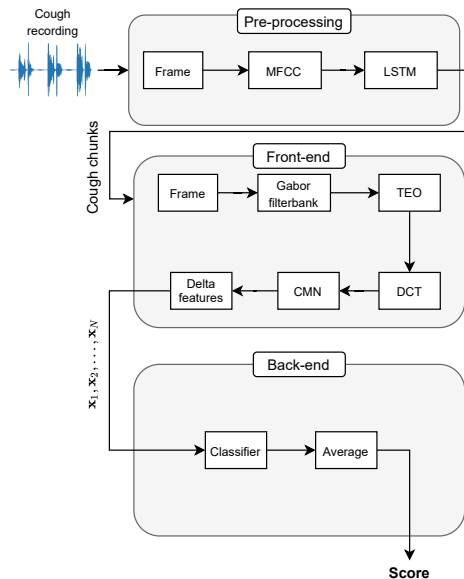 Cough
recording
Pre-processing
Frame
MFCC
LSTM
Cough chunks
Front-end
Frame
Gabor
filterbank
TEO
Delta
features
CMN
DCT
x₁, x₂, . . . , x_N
Back-end
Classifier
Average
Score